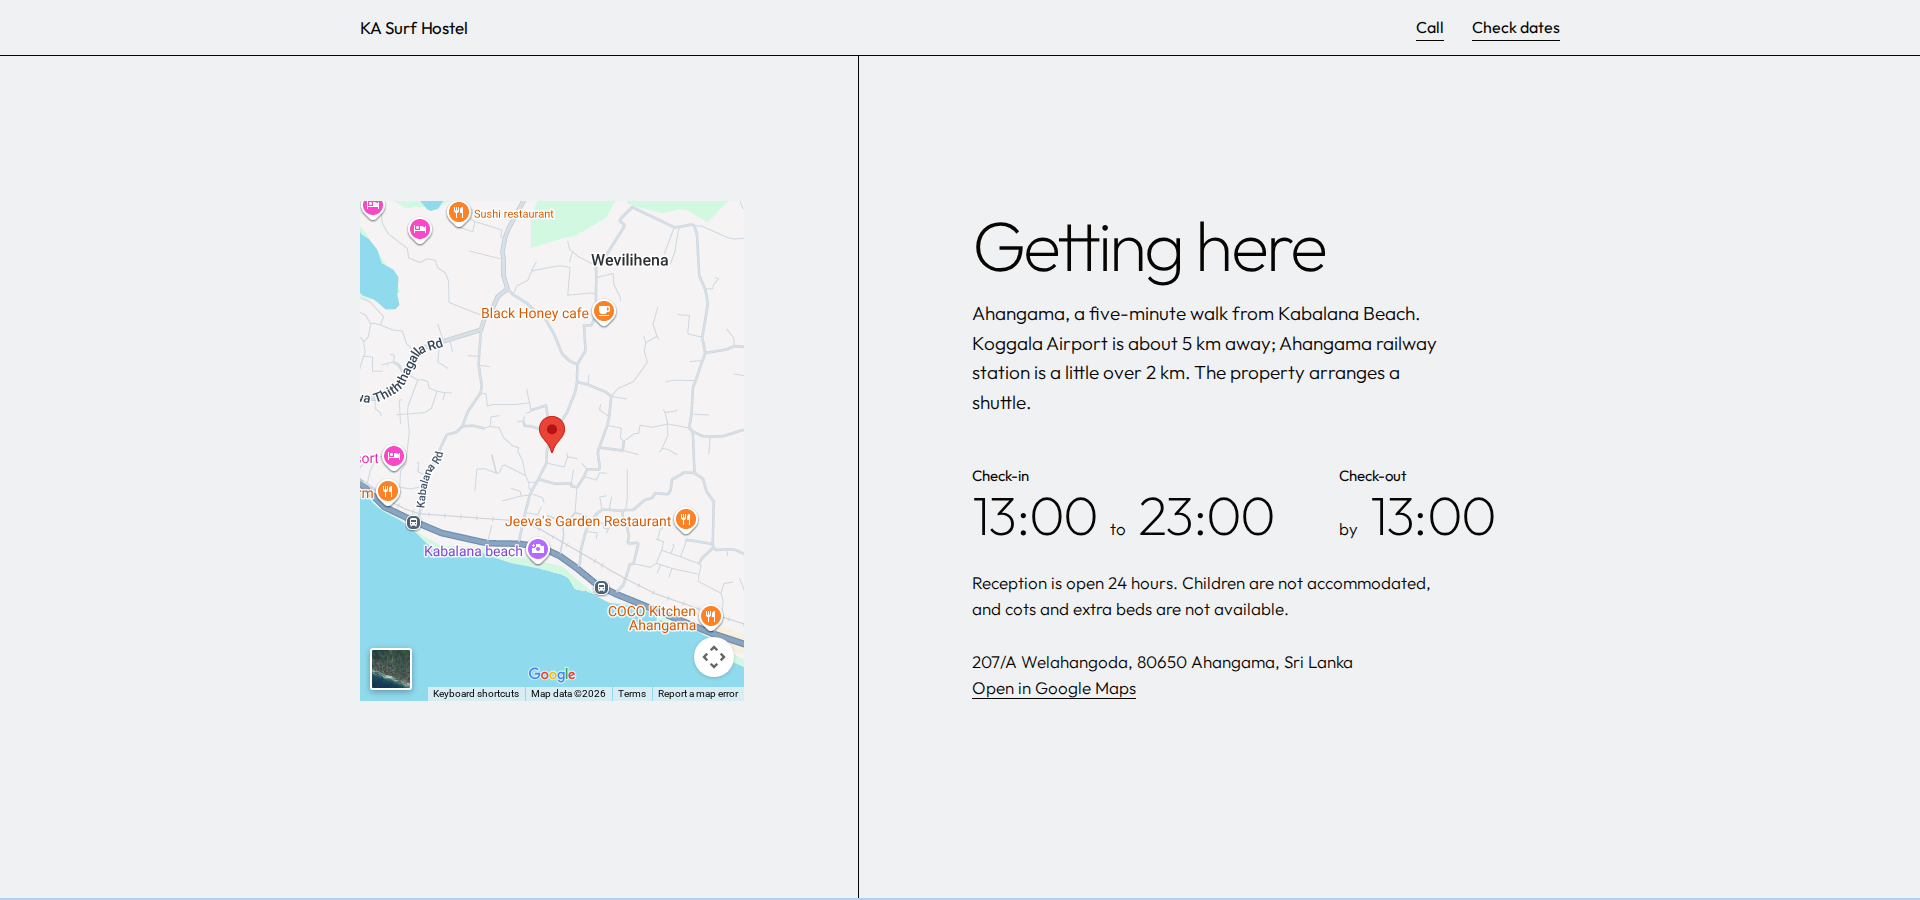 KA Surf Hostel
Call
Check dates
Sushi restaurant
Wevilihena
Black Honey cafe
va Thiththagalla Rd
ort
rm
Kabalana Rd
Jeeva's Garden Restaurant
Kabalana beach
COCO Kitchen
Ahangama
Google
Keyboard shortcuts
Map data ©2026
Terms
Report a map error
Getting here
Ahangama, a five-minute walk from Kabalana Beach.
Koggala Airport is about 5 km away; Ahangama railway
station is a little over 2 km. The property arranges a
shuttle.
Check-in
13:00 to 23:00
Check-out
by 13:00
Reception is open 24 hours. Children are not accommodated,
and cots and extra beds are not available.
207/A Welahangoda, 80650 Ahangama, Sri Lanka
Open in Google Maps